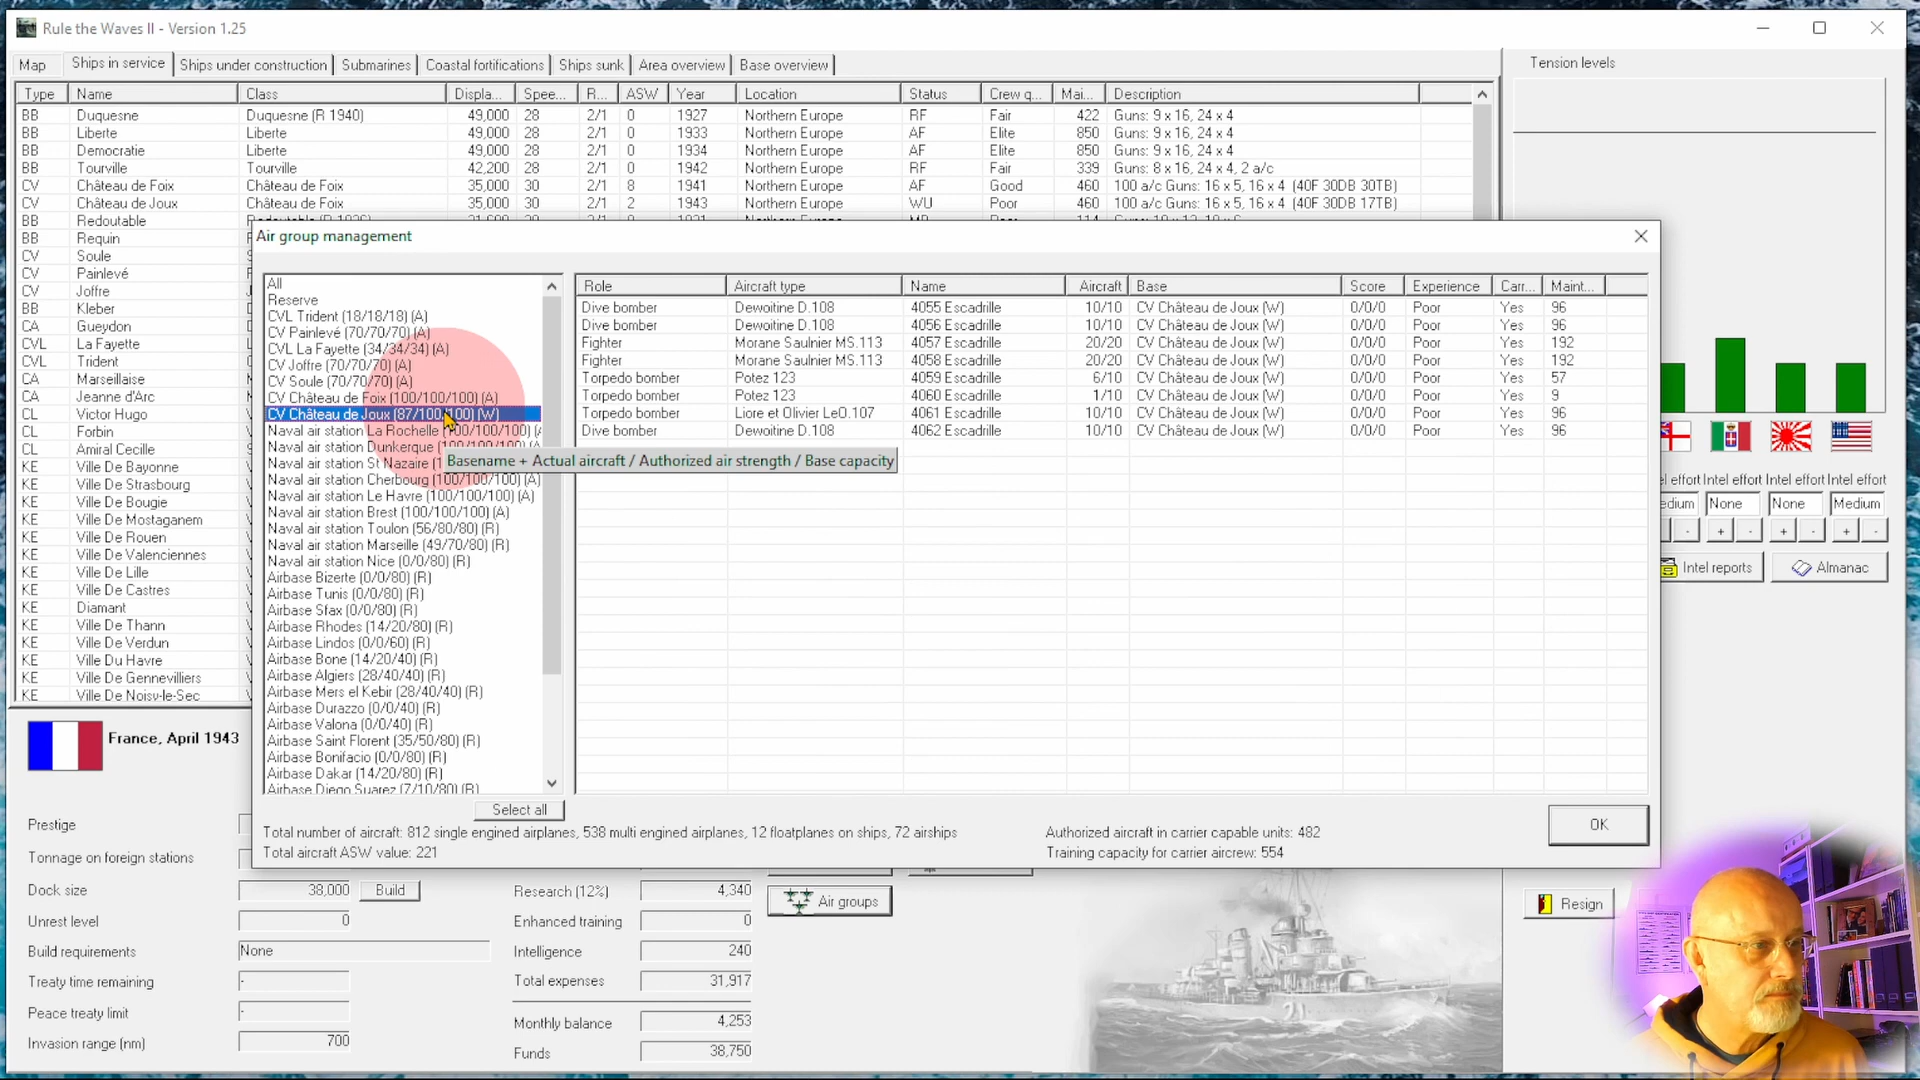 Rule the Waves II - Version 1.25
Map Ships in service Ships under construction Submarines Coastal fortifications Ships sunk Area overview Base overview
Tension levels
Type Name Class Displa... Spee... R... ASW Year Location Status Crew q... Mai... Description
BB Duquesne Duquesne (R 1940) 49,000 28 2/1 0 1927 Northern Europe RF Fair 422 Guns: 9 x 16, 24 x 4
BB Liberte Liberte 49,000 28 2/1 0 1933 Northern Europe AF Elite 850 Guns: 9 x 16, 24 x 4
BB Democratie Liberte 49,000 28 2/1 0 1934 Northern Europe AF Elite 850 Guns: 9 x 16, 24 x 4
BB Tourville Tourville 42,200 28 2/1 0 1942 Northern Europe RF Fair 339 Guns: 8 x 16, 24 x 4, 2 a/c
CV Château de Foix Château de Foix 35,000 30 2/1 8 1941 Northern Europe AF Good 460 100 a/c Guns: 16 x 5, 16 x 4 (40F 30DB 30TB)
CV Château de Joux Château de Foix 35,000 30 2/1 2 1943 Northern Europe WU Poor 460 100 a/c Guns: 16 x 5, 16 x 4 (40F 30DB 17TB)
BB Redoutable
BB Requin
CV Soule
CV Painlevé
CV Joffre
BB Kleber
CA Gueydon
CVL La Fayette
CVL Trident
CA Marseillaise
CA Jeanne d'Arc
CL Victor Hugo
CL Forbin
CL Amiral Cecille
KE Ville De Bayonne
KE Ville De Strasbourg
KE Ville De Bougie
KE Ville De Mostaganem
KE Ville De Rouen
KE Ville De Valenciennes
KE Ville De Lille
KE Ville De Castres
KE Diamant
KE Ville De Thann
KE Ville De Verdun
KE Ville Du Havre
KE Ville De Gennevilliers
KE Ville De Noisy-le-Sec
Air group management
All
Reserve
CVL Trident (18/18/18) (A)
CV Painlevé (70/70/70) (A)
CVL La Fayette (34/34/34) (A)
CV Joffre (70/70/70) (A)
CV Soule (70/70/70) (A)
CV Château de Foix (100/100/100) (A)
CV Château de Joux (87/100/100) (W)
Naval air station La Rochelle (100/100/100) (A
Naval air station Dunkerque (100/100/100) (A
Naval air station St Nazaire (1
Naval air station Cherbourg (100/100/100) (A)
Naval air station Le Havre (100/100/100) (A)
Naval air station Brest (100/100/100) (A)
Naval air station Toulon (56/80/80) (R)
Naval air station Marseille (49/70/80) (R)
Naval air station Nice (0/0/80) (R)
Airbase Bizerte (0/0/80) (R)
Airbase Tunis (0/0/80) (R)
Airbase Sfax (0/0/80) (R)
Airbase Rhodes (14/20/80) (R)
Airbase Lindos (0/0/60) (R)
Airbase Bone (14/20/40) (R)
Airbase Algiers (28/40/40) (R)
Airbase Mers el Kebir (28/40/40) (R)
Airbase Durazzo (0/0/40) (R)
Airbase Valona (0/0/40) (R)
Airbase Saint Florent (35/50/80) (R)
Airbase Bonifacio (0/0/80) (R)
Airbase Dakar (14/20/80) (R)
Airbase Diego Suarez (7/10/80) (R)
Basename + Actual aircraft / Authorized air strength / Base capacity
Role Aircraft type Name Aircraft Base Score Experience Carr... Maint...
Dive bomber Dewoitine D.108 4055 Escadrille 10/10 CV Château de Joux (W) 0/0/0 Poor Yes 96
Dive bomber Dewoitine D.108 4056 Escadrille 10/10 CV Château de Joux (W) 0/0/0 Poor Yes 96
Fighter Morane Saulnier MS.113 4057 Escadrille 20/20 CV Château de Joux (W) 0/0/0 Poor Yes 192
Fighter Morane Saulnier MS.113 4058 Escadrille 20/20 CV Château de Joux (W) 0/0/0 Poor Yes 192
Torpedo bomber Potez 123 4059 Escadrille 6/10 CV Château de Joux (W) 0/0/0 Poor Yes 57
Torpedo bomber Potez 123 4060 Escadrille 1/10 CV Château de Joux (W) 0/0/0 Poor Yes 9
Torpedo bomber Liore et Olivier LeO.107 4061 Escadrille 10/10 CV Château de Joux (W) 0/0/0 Poor Yes 96
Dive bomber Dewoitine D.108 4062 Escadrille 10/10 CV Château de Joux (W) 0/0/0 Poor Yes 96
Select all
Total number of aircraft: 812 single engined airplanes, 538 multi engined airplanes, 12 floatplanes on ships, 72 airships
Total aircraft ASW value: 221
Authorized aircraft in carrier capable units: 482
Training capacity for carrier aircrew: 554
OK
Intel effort Intel effort Intel effort
None None Medium
- + - + - + -
Intel reports Almanac
France, April 1943
Prestige
Tonnage on foreign stations
Dock size 38,000 Build
Unrest level 0
Build requirements None
Treaty time remaining -
Peace treaty limit -
Invasion range (nm) 700
Research (12%) 4,340
Enhanced training 0
Intelligence 240
Total expenses 31,917
Monthly balance 4,253
Funds 38,750
Air groups
Resign